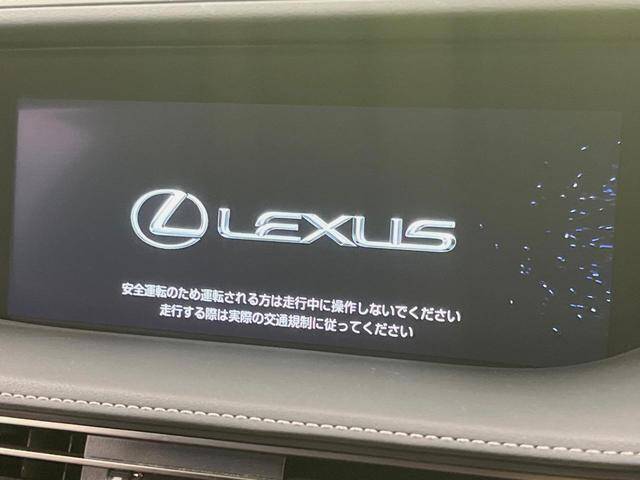 LEXUS
安全運転のため運転される方は走行中に操作しないでください
走行する際は実際の交通規制に従ってください